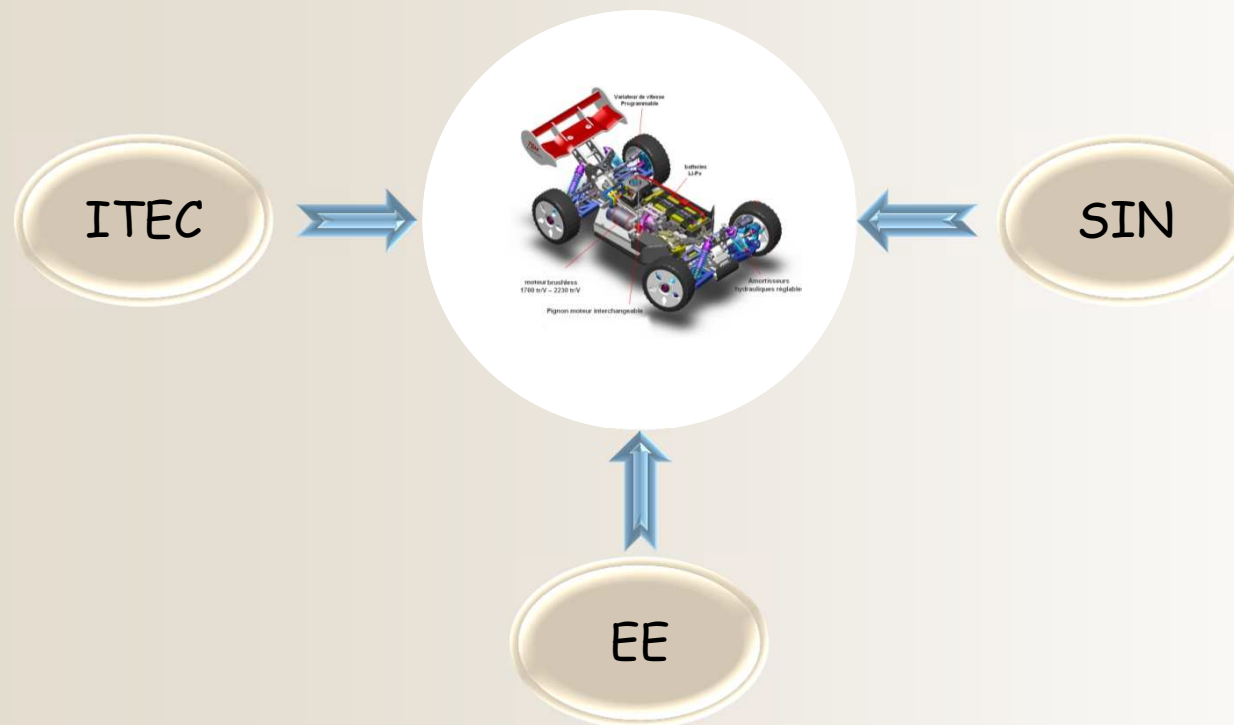 Variateur de vitesse
Programmable
batteries
Li-Po
ITEC
SIN
moteur brushless
1700 tr/V – 2230 tr/V
Amortisseurs
hydrauliques réglable
Pignon moteur interchangeable
EE